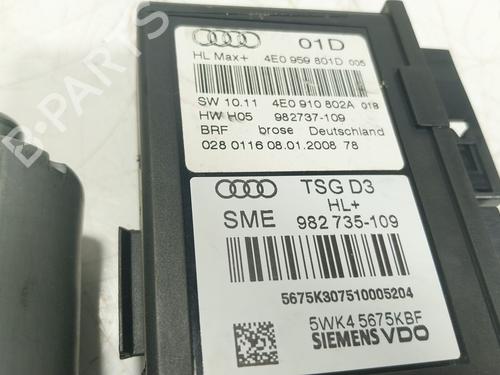 01D
HL Max+ 4E0 959 801D 005
SW 10.11 4E0 910 802A 01B
HW H05 982737-109
BRF brose Deutschland
028 0116 08.01.2008 78
TSG D3
HL+
SME 982 735-109
5675K307510005204
5WK4 5675KBF
SIEMENS VDO